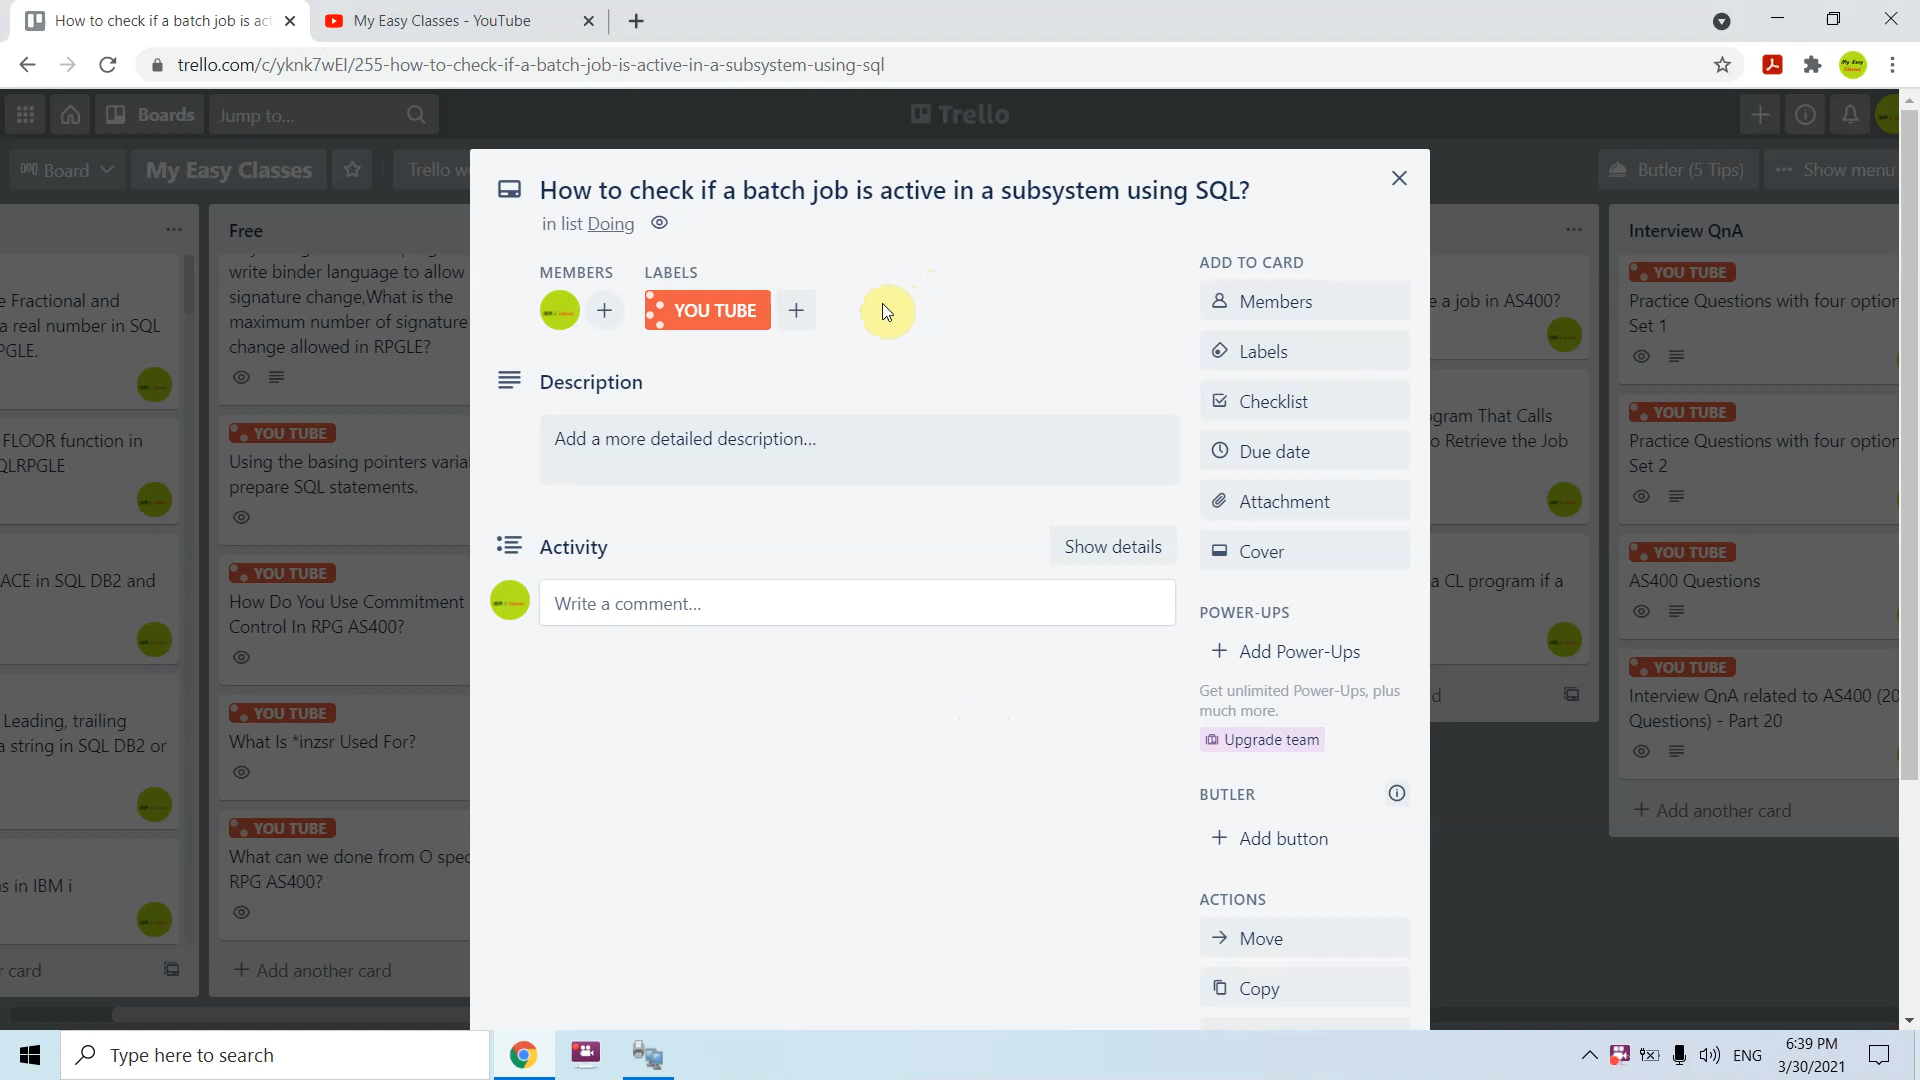 How to check if a batch job is act
My Easy Classes - YouTube
trello.com/c/yknk7wEI/255-how-to-check-if-a-batch-job-is-active-in-a-subsystem-using-sql
Boards
Jump to...
Trello
Board
My Easy Classes
Trello w
Butler (5 Tips)
Show menu
e Fractional and
a real number in SQL
PGLE.
FLOOR function in
QLRPGLE
ACE in SQL DB2 and
Leading, trailing
a string in SQL DB2 or
s in IBM i
r card
Free
write binder language to allow
signature change,What is the
maximum number of signature
change allowed in RPGLE?
YOU TUBE
Using the basing pointers varia
prepare SQL statements.
YOU TUBE
How Do You Use Commitment
Control In RPG AS400?
YOU TUBE
What Is *inzsr Used For?
YOU TUBE
What can we done from O spec
RPG AS400?
+ Add another card
How to check if a batch job is active in a subsystem using SQL?
in list Doing
MEMBERS
LABELS
YOU TUBE
Description
Add a more detailed description...
Activity
Show details
Write a comment...
ADD TO CARD
Members
Labels
Checklist
Due date
Attachment
Cover
POWER-UPS
+ Add Power-Ups
Get unlimited Power-Ups, plus
much more.
Upgrade team
BUTLER
+ Add button
ACTIONS
Move
Copy
e a job in AS400?
gram That Calls
o Retrieve the Job
a CL program if a
d
Interview QnA
YOU TUBE
Practice Questions with four option
Set 1
YOU TUBE
Practice Questions with four option
Set 2
YOU TUBE
AS400 Questions
YOU TUBE
Interview QnA related to AS400 (20
Questions) - Part 20
+ Add another card
Type here to search
ENG
6:39 PM
3/30/2021